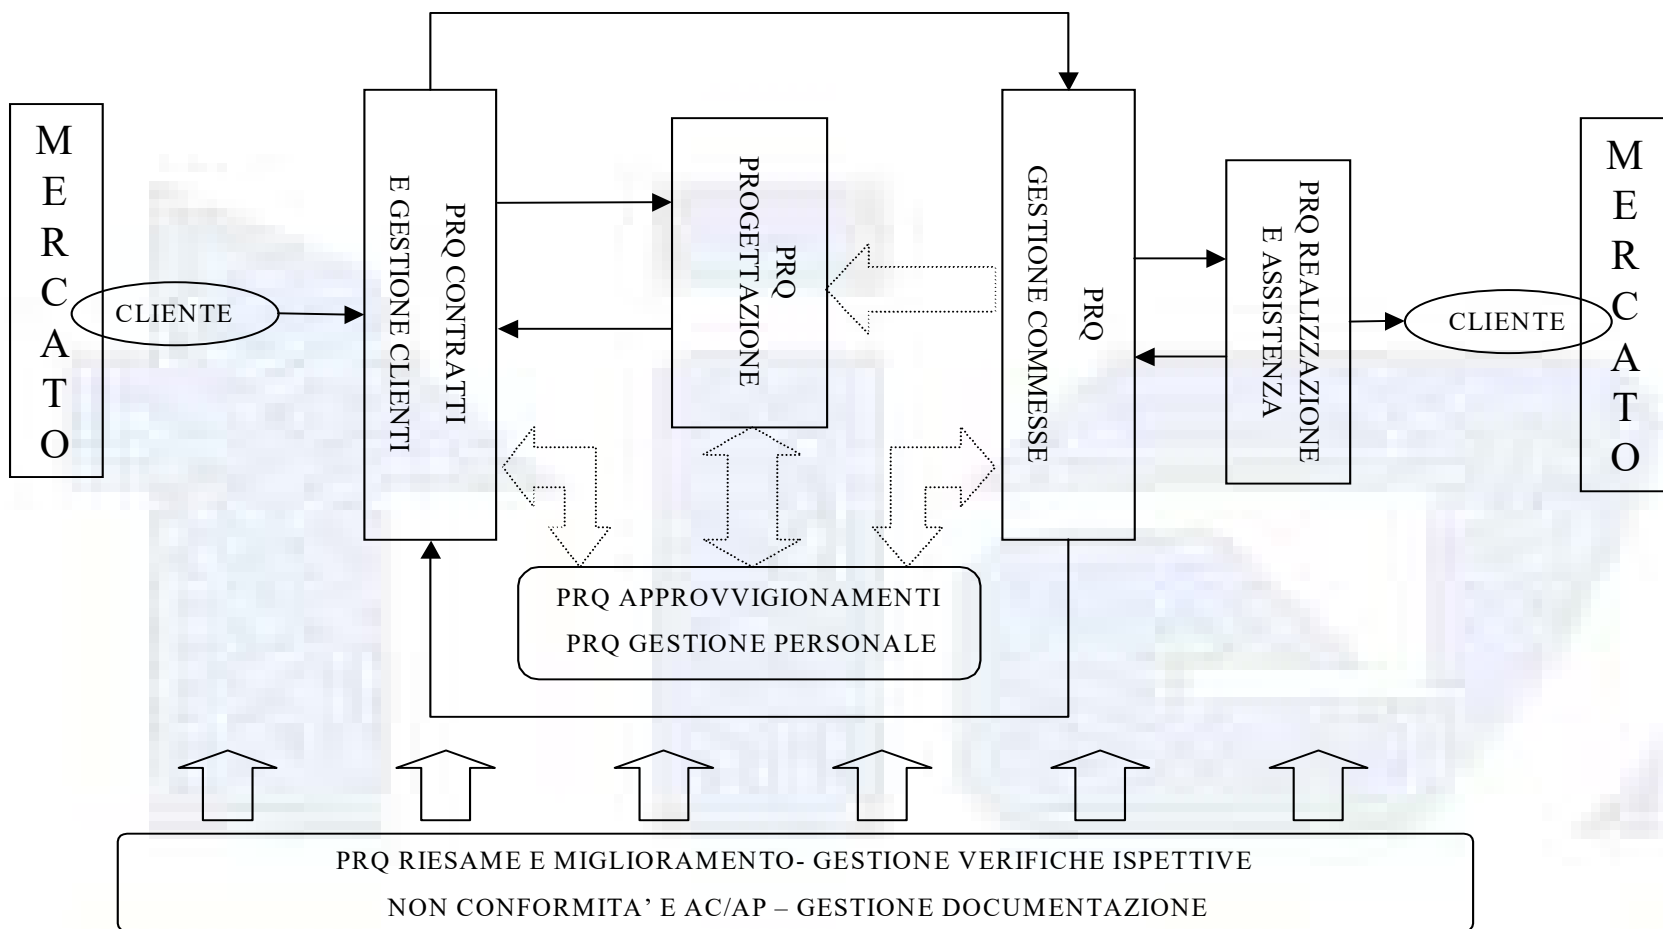 MERCATO
CLIENTE
PRQ CONTRATTI
E GESTIONE CLIENTI
PRQ
PROGETTAZIONE
PRQ
GESTIONE COMMESSE
PRQ REALIZZAZIONE
E ASSISTENZA
CLIENTE
MERCATO
PRQ APPROVVIGIONAMENTI
PRQ GESTIONE PERSONALE
PRQ RIESAME E MIGLIORAMENTO- GESTIONE VERIFICHE ISPETTIVE
NON CONFORMITA’ E AC/AP – GESTIONE DOCUMENTAZIONE